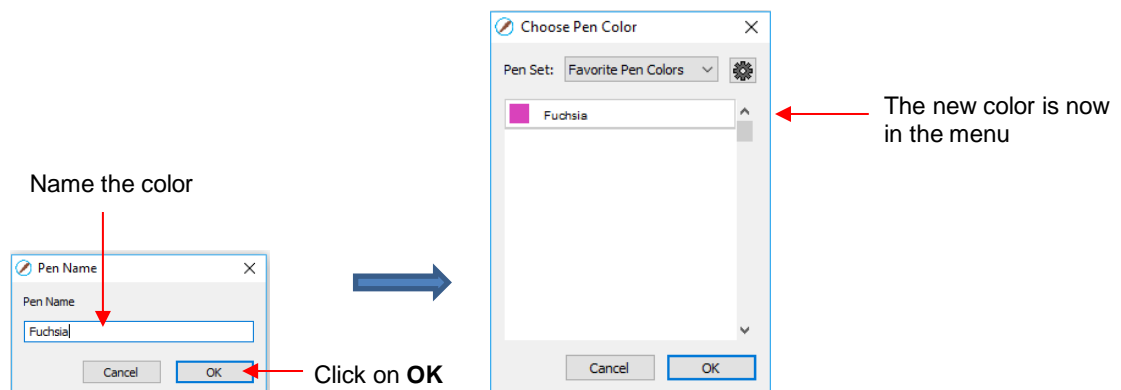 Choose Pen Color
Pen Set: Favorite Pen Colors
Fuchsia
The new color is now
in the menu
Name the color
Pen Name
Pen Name
Fuchsia
Cancel OK
Click on OK
Cancel OK